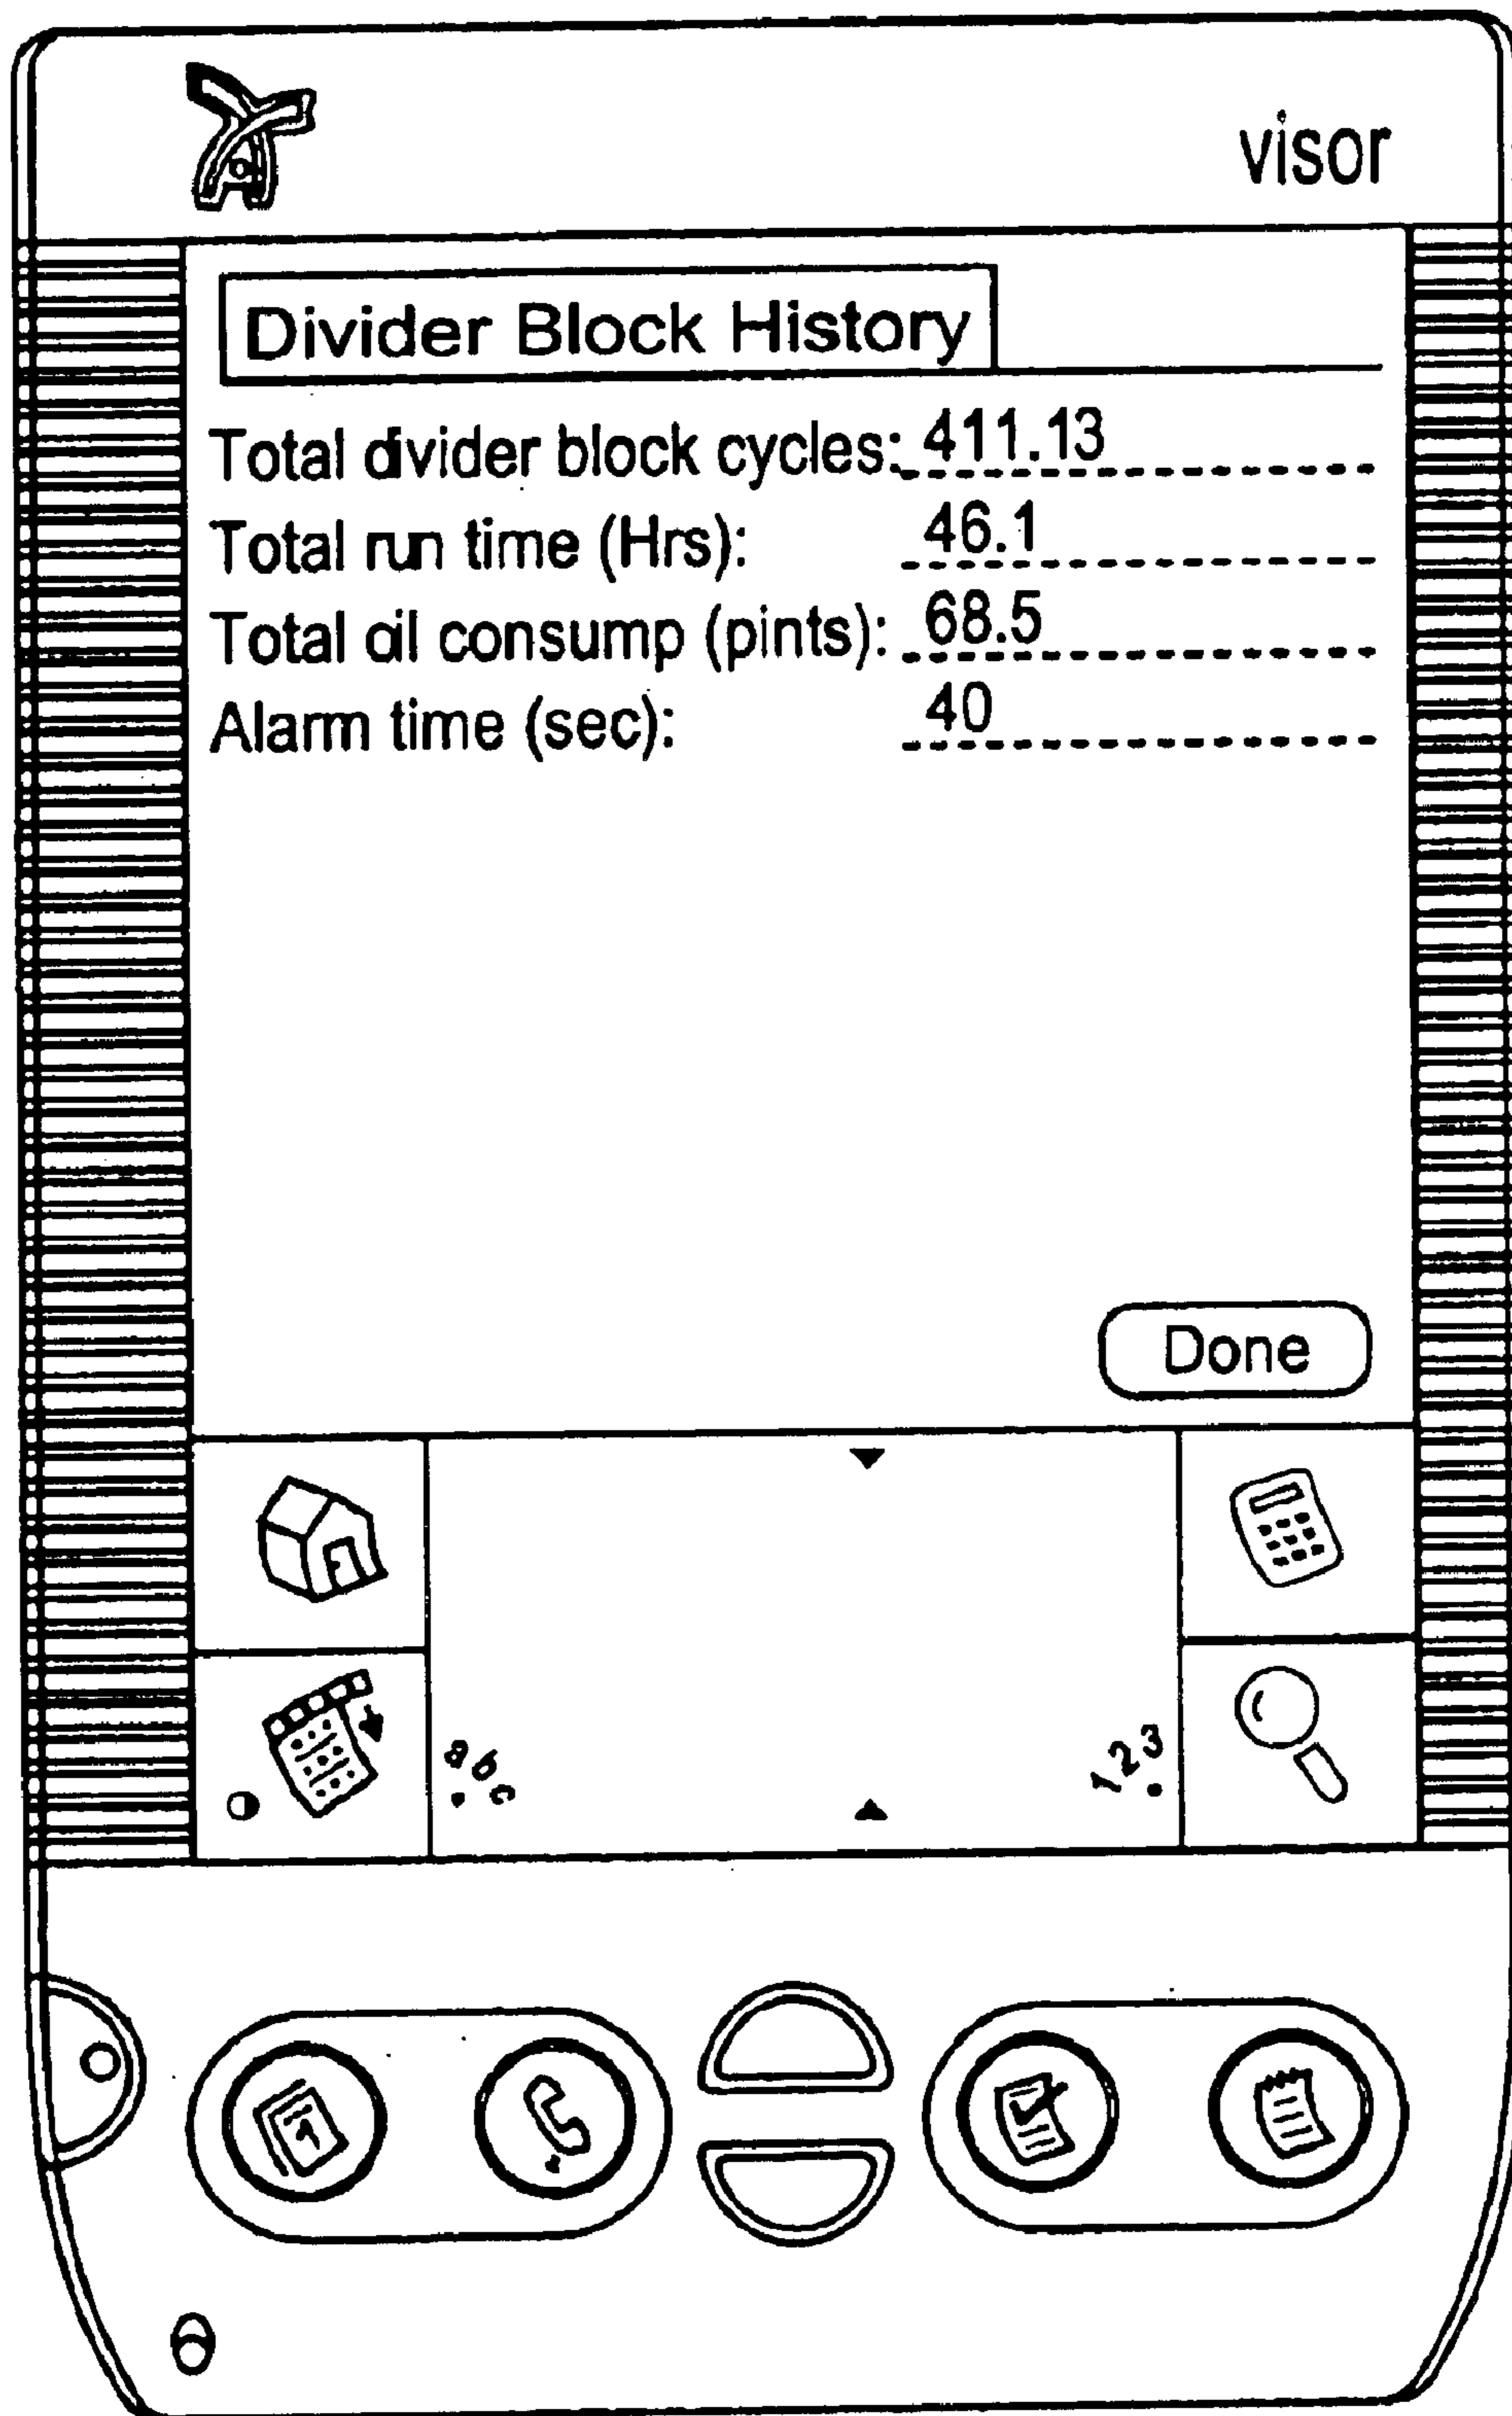 visor
Divider Block History
Total divider block cycles: 411.13
Total run time (Hrs): 46.1
Total oil consump (pints): 68.5
Alarm time (sec): 40
Done
abc
123